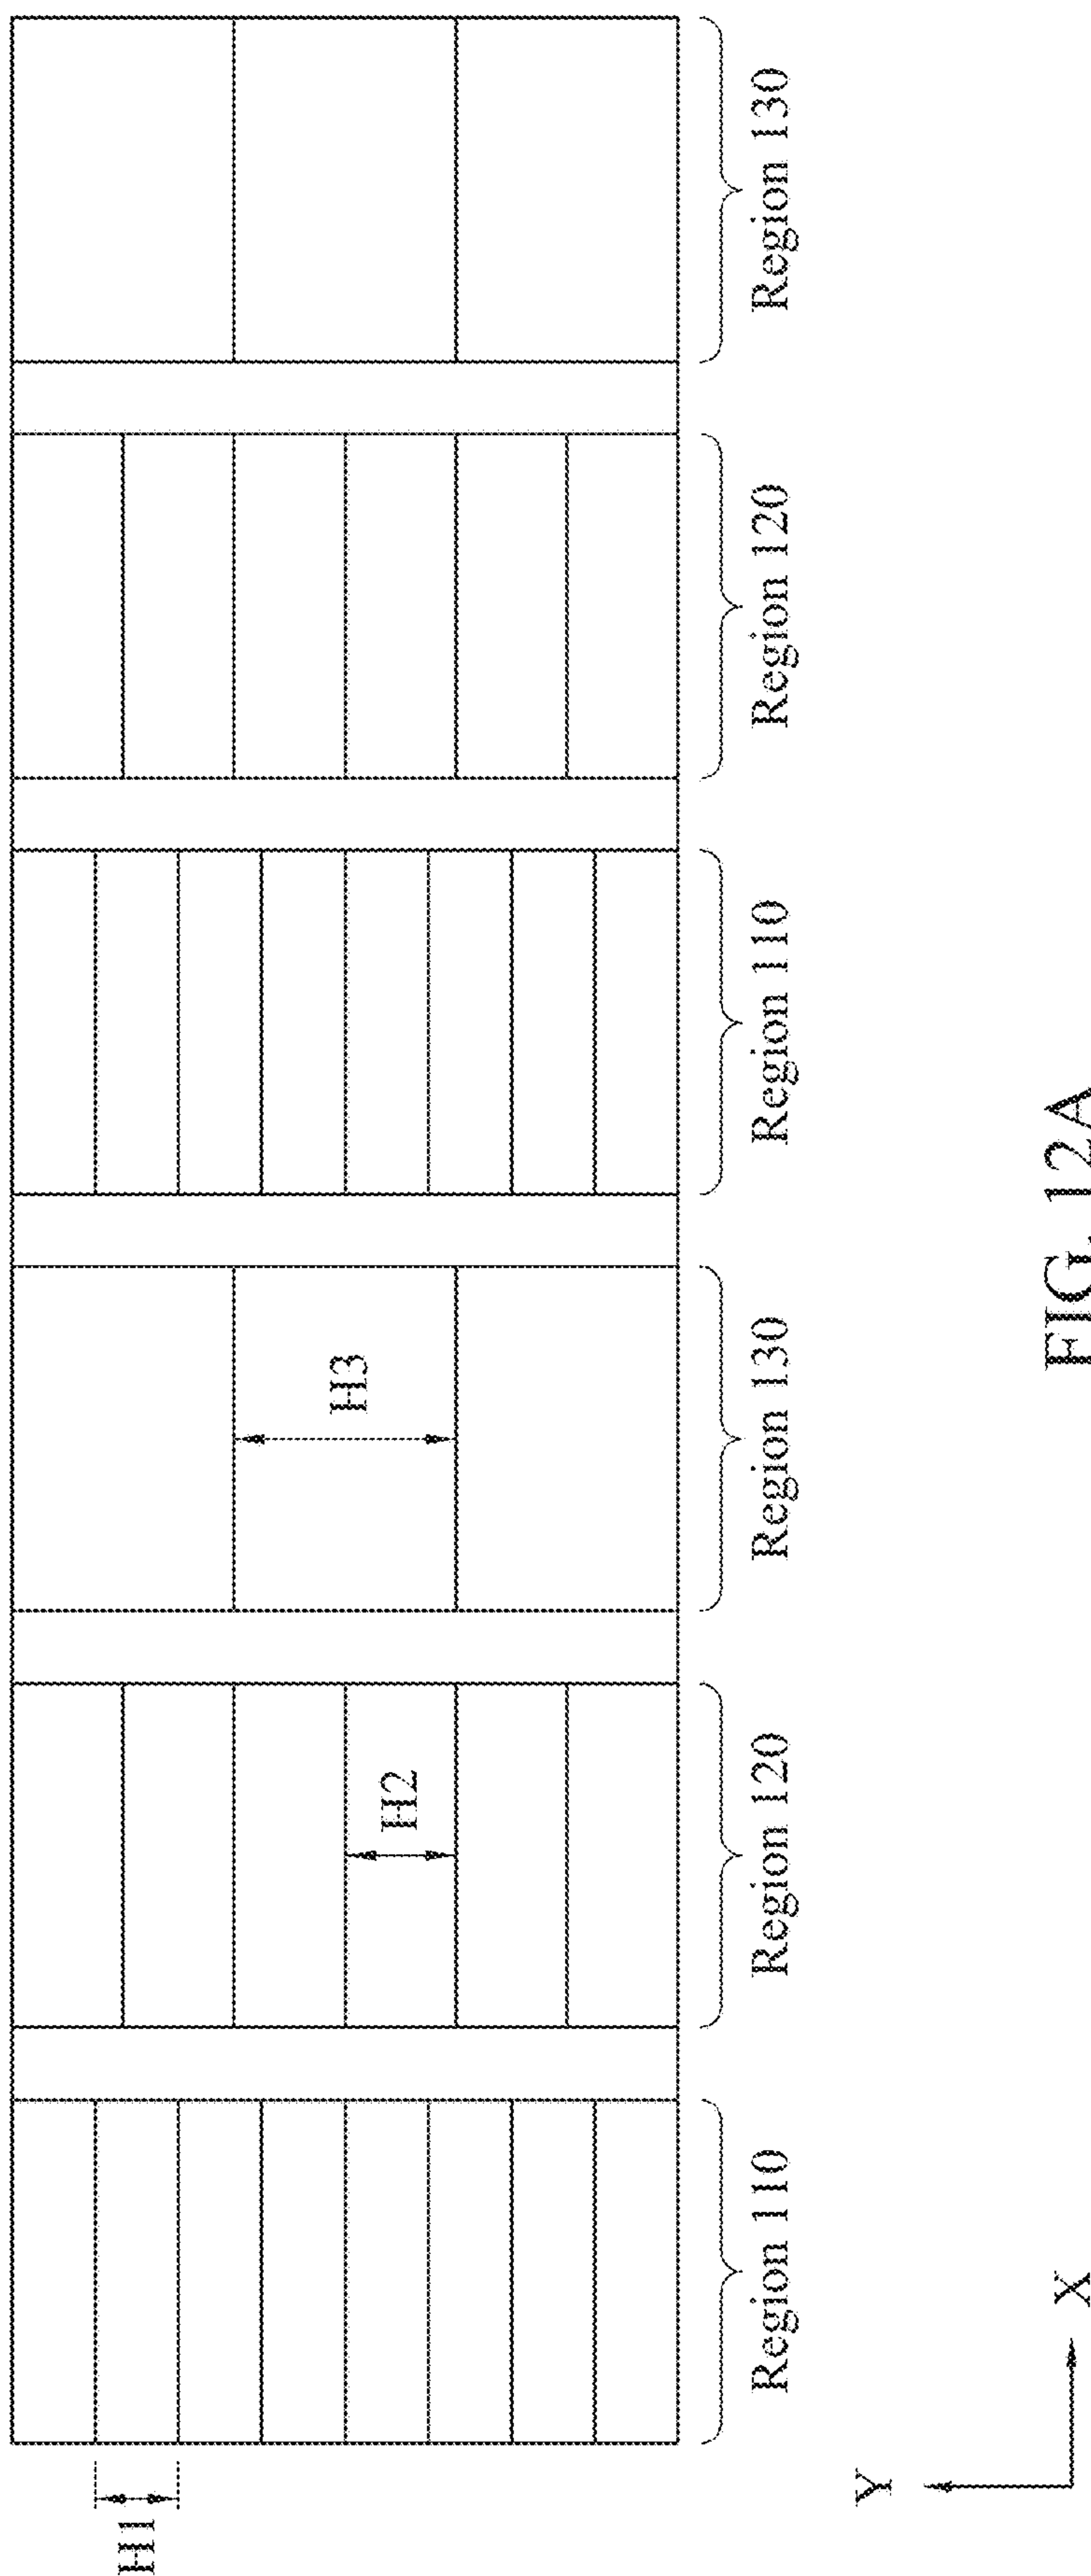 H1
H2
H3
Region 110
Region 120
Region 130
Region 110
Region 120
Region 130
Y
X
FIG. 12A